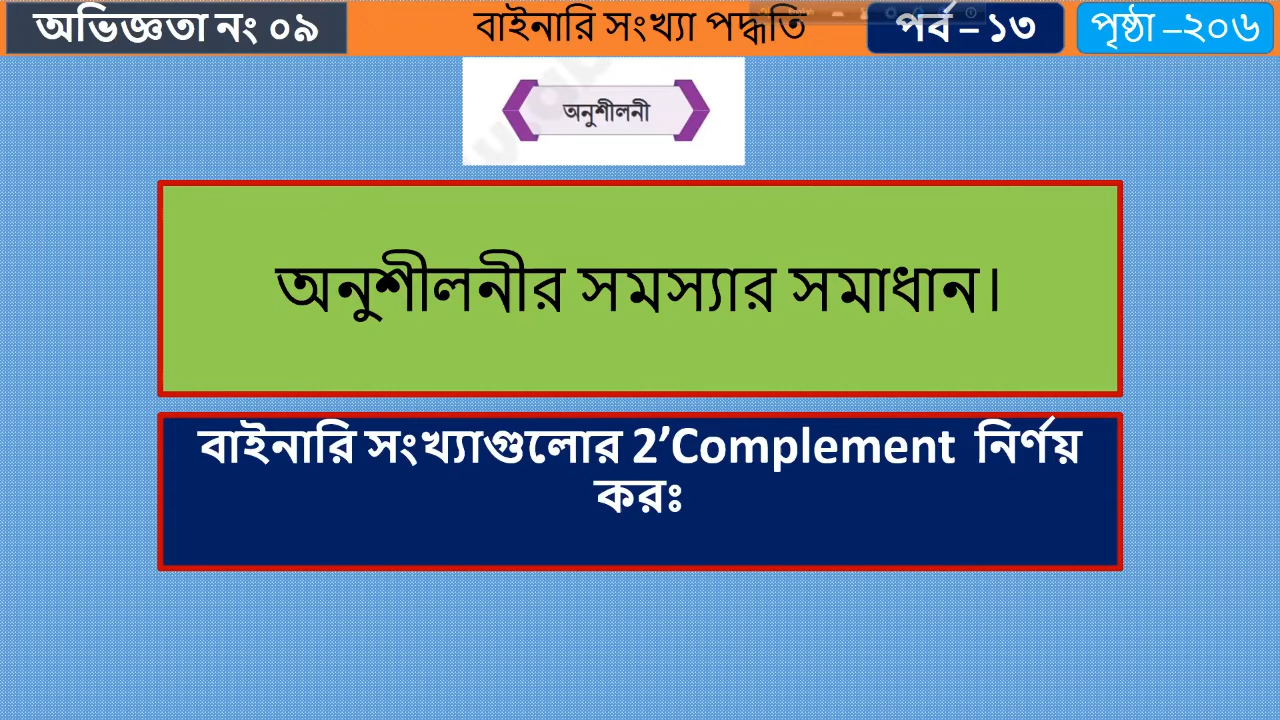 অভিজ্ঞতা নং ০৯
বাইনারি সংখ্যা পদ্ধতি
পর্ব – ১৩
পৃষ্ঠা –২০৬
অনুশীলনী
অনুশীলনীর সমস্যার সমাধান।
বাইনারি সংখ্যাগুলোর 2’Complement নির্ণয়
করঃ